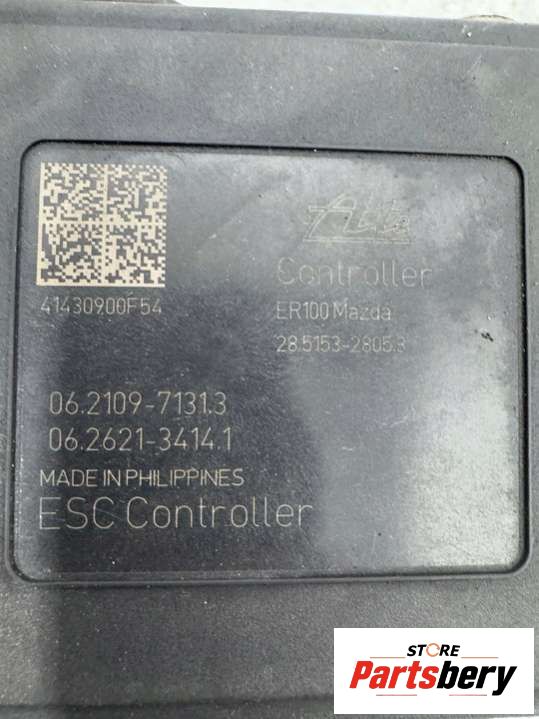 Ate
Controller
41430900F54
ER100 Mazda
28.5153-2805.3
06.2109-7131.3
06.2621-3414.1
MADE IN PHILIPPINES
ESC Controller
STORE
Partsbery